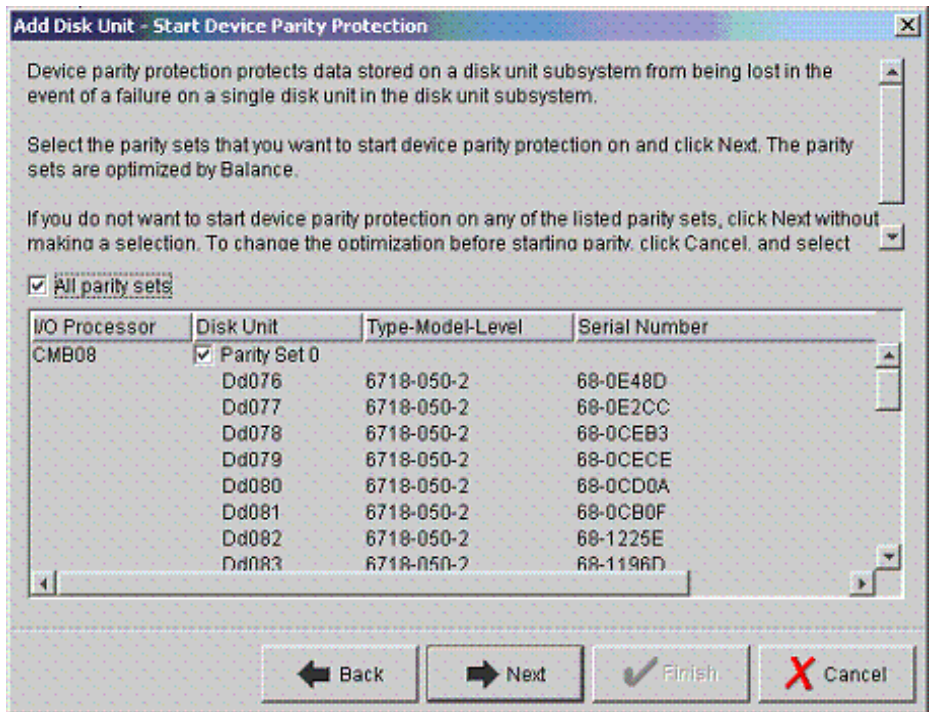 Add Disk Unit - Start Device Parity Protection
Device parity protection protects data stored on a disk unit subsystem from being lost in the
event of a failure on a single disk unit in the disk unit subsystem.
Select the parity sets that you want to start device parity protection on and click Next. The parity
sets are optimized by Balance.
If you do not want to start device parity protection on any of the listed parity sets, click Next without
making a selection. To change the optimization before starting parity, click Cancel, and select
All parity sets
I/O Processor Disk Unit Type-Model-Level Serial Number
CMB08 Parity Set 0
Dd076 6718-050-2 68-0E48D
Dd077 6718-050-2 68-0E2CC
Dd078 6718-050-2 68-0CEB3
Dd079 6718-050-2 68-0CECE
Dd080 6718-050-2 68-0CD0A
Dd081 6718-050-2 68-0CB0F
Dd082 6718-050-2 68-1225E
Dd083 6718-050-2 68-1196D
Back Next Finish Cancel